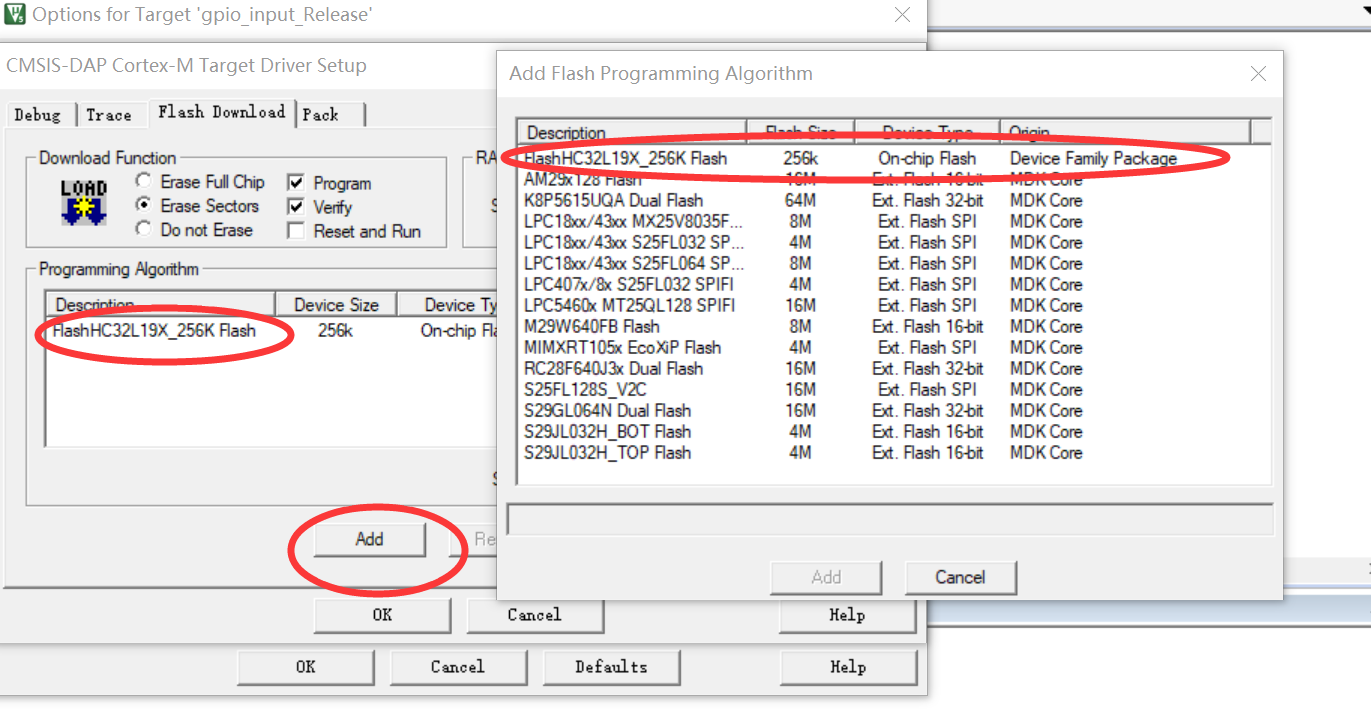 Options for Target 'gpio_input_Release'
CMSIS-DAP Cortex-M Target Driver Setup
Debug Trace Flash Download Pack
Download Function
LOAD
Erase Full Chip
Erase Sectors
Do not Erase
Program
Verify
Reset and Run
Programming Algorithm
Description Device Size
FlashHC32L19X_256K Flash 256k On-chip
Add
OK Cancel Help
OK Cancel Defaults Help
Add Flash Programming Algorithm
Description Flash Size Device Type Origin
FlashHC32L19X_256K Flash 256k On-chip Flash Device Family Package
AM29x128 Flash 16M Ext. Flash 16-bit MDK Core
K8P5615UQA Dual Flash 64M Ext. Flash 32-bit MDK Core
LPC18xx/43xx MX25V8035F... 8M Ext. Flash SPI MDK Core
LPC18xx/43xx S25FL032 SP... 4M Ext. Flash SPI MDK Core
LPC18xx/43xx S25FL064 SP... 8M Ext. Flash SPI MDK Core
LPC407x/8x S25FL032 SPIFI 4M Ext. Flash SPI MDK Core
LPC5460x MT25QL128 SPIFI 16M Ext. Flash SPI MDK Core
M29W640FB Flash 8M Ext. Flash 16-bit MDK Core
MIMXRT105x EcoXiP Flash 4M Ext. Flash SPI MDK Core
RC28F640J3x Dual Flash 16M Ext. Flash 32-bit MDK Core
S25FL128S_V2C 16M Ext. Flash SPI MDK Core
S29GL064N Dual Flash 16M Ext. Flash 32-bit MDK Core
S29JL032H_BOT Flash 4M Ext. Flash 16-bit MDK Core
S29JL032H_TOP Flash 4M Ext. Flash 16-bit MDK Core
Add Cancel